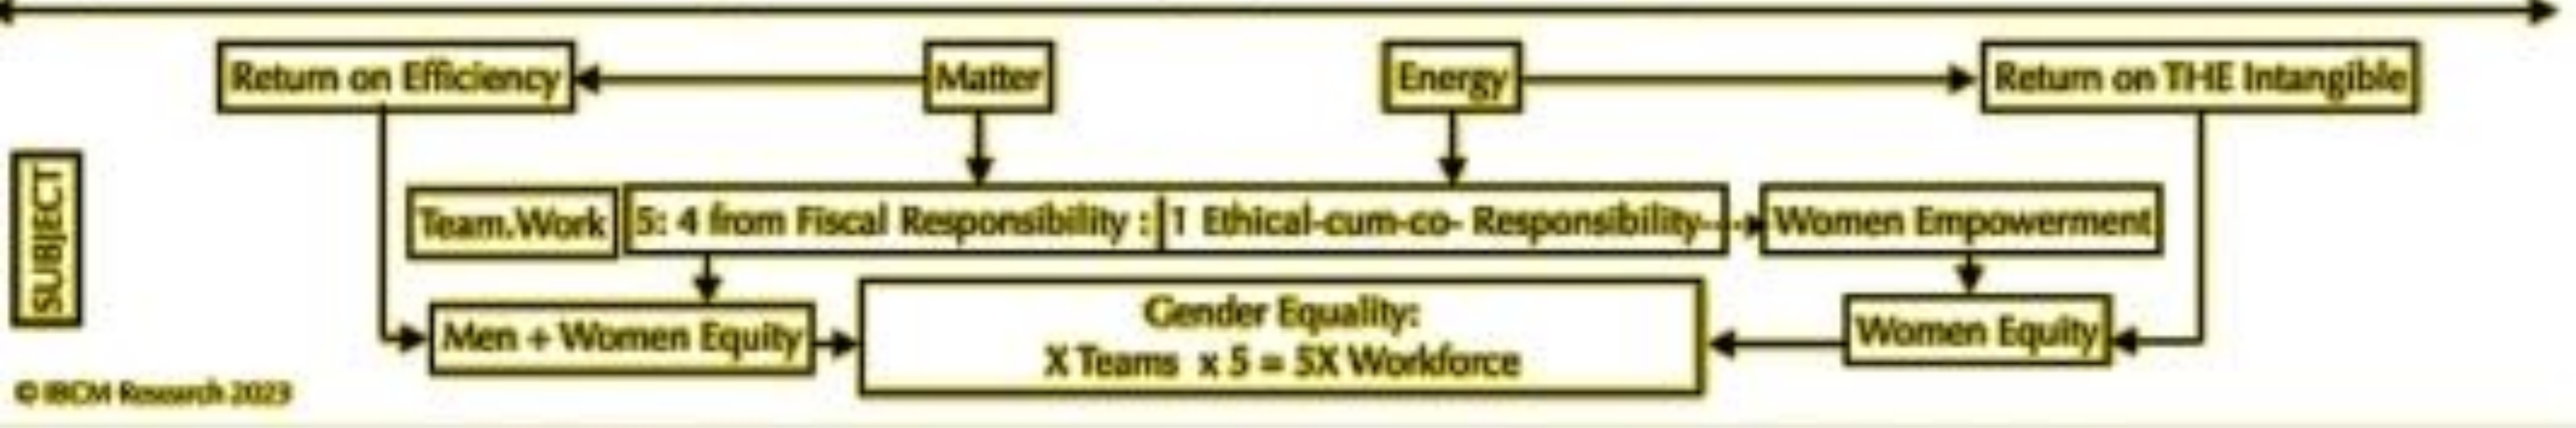 Return on Efficiency
Matter
Energy
Return on THE Intangible
SUBJECT
Team.Work
5: 4 from Fiscal Responsibility :
1 Ethical-cum-co- Responsibility
Women Empowerment
Men + Women Equity
Gender Equality:
X Teams x 5 = 5X Workforce
Women Equity
© IBCM Research 2023